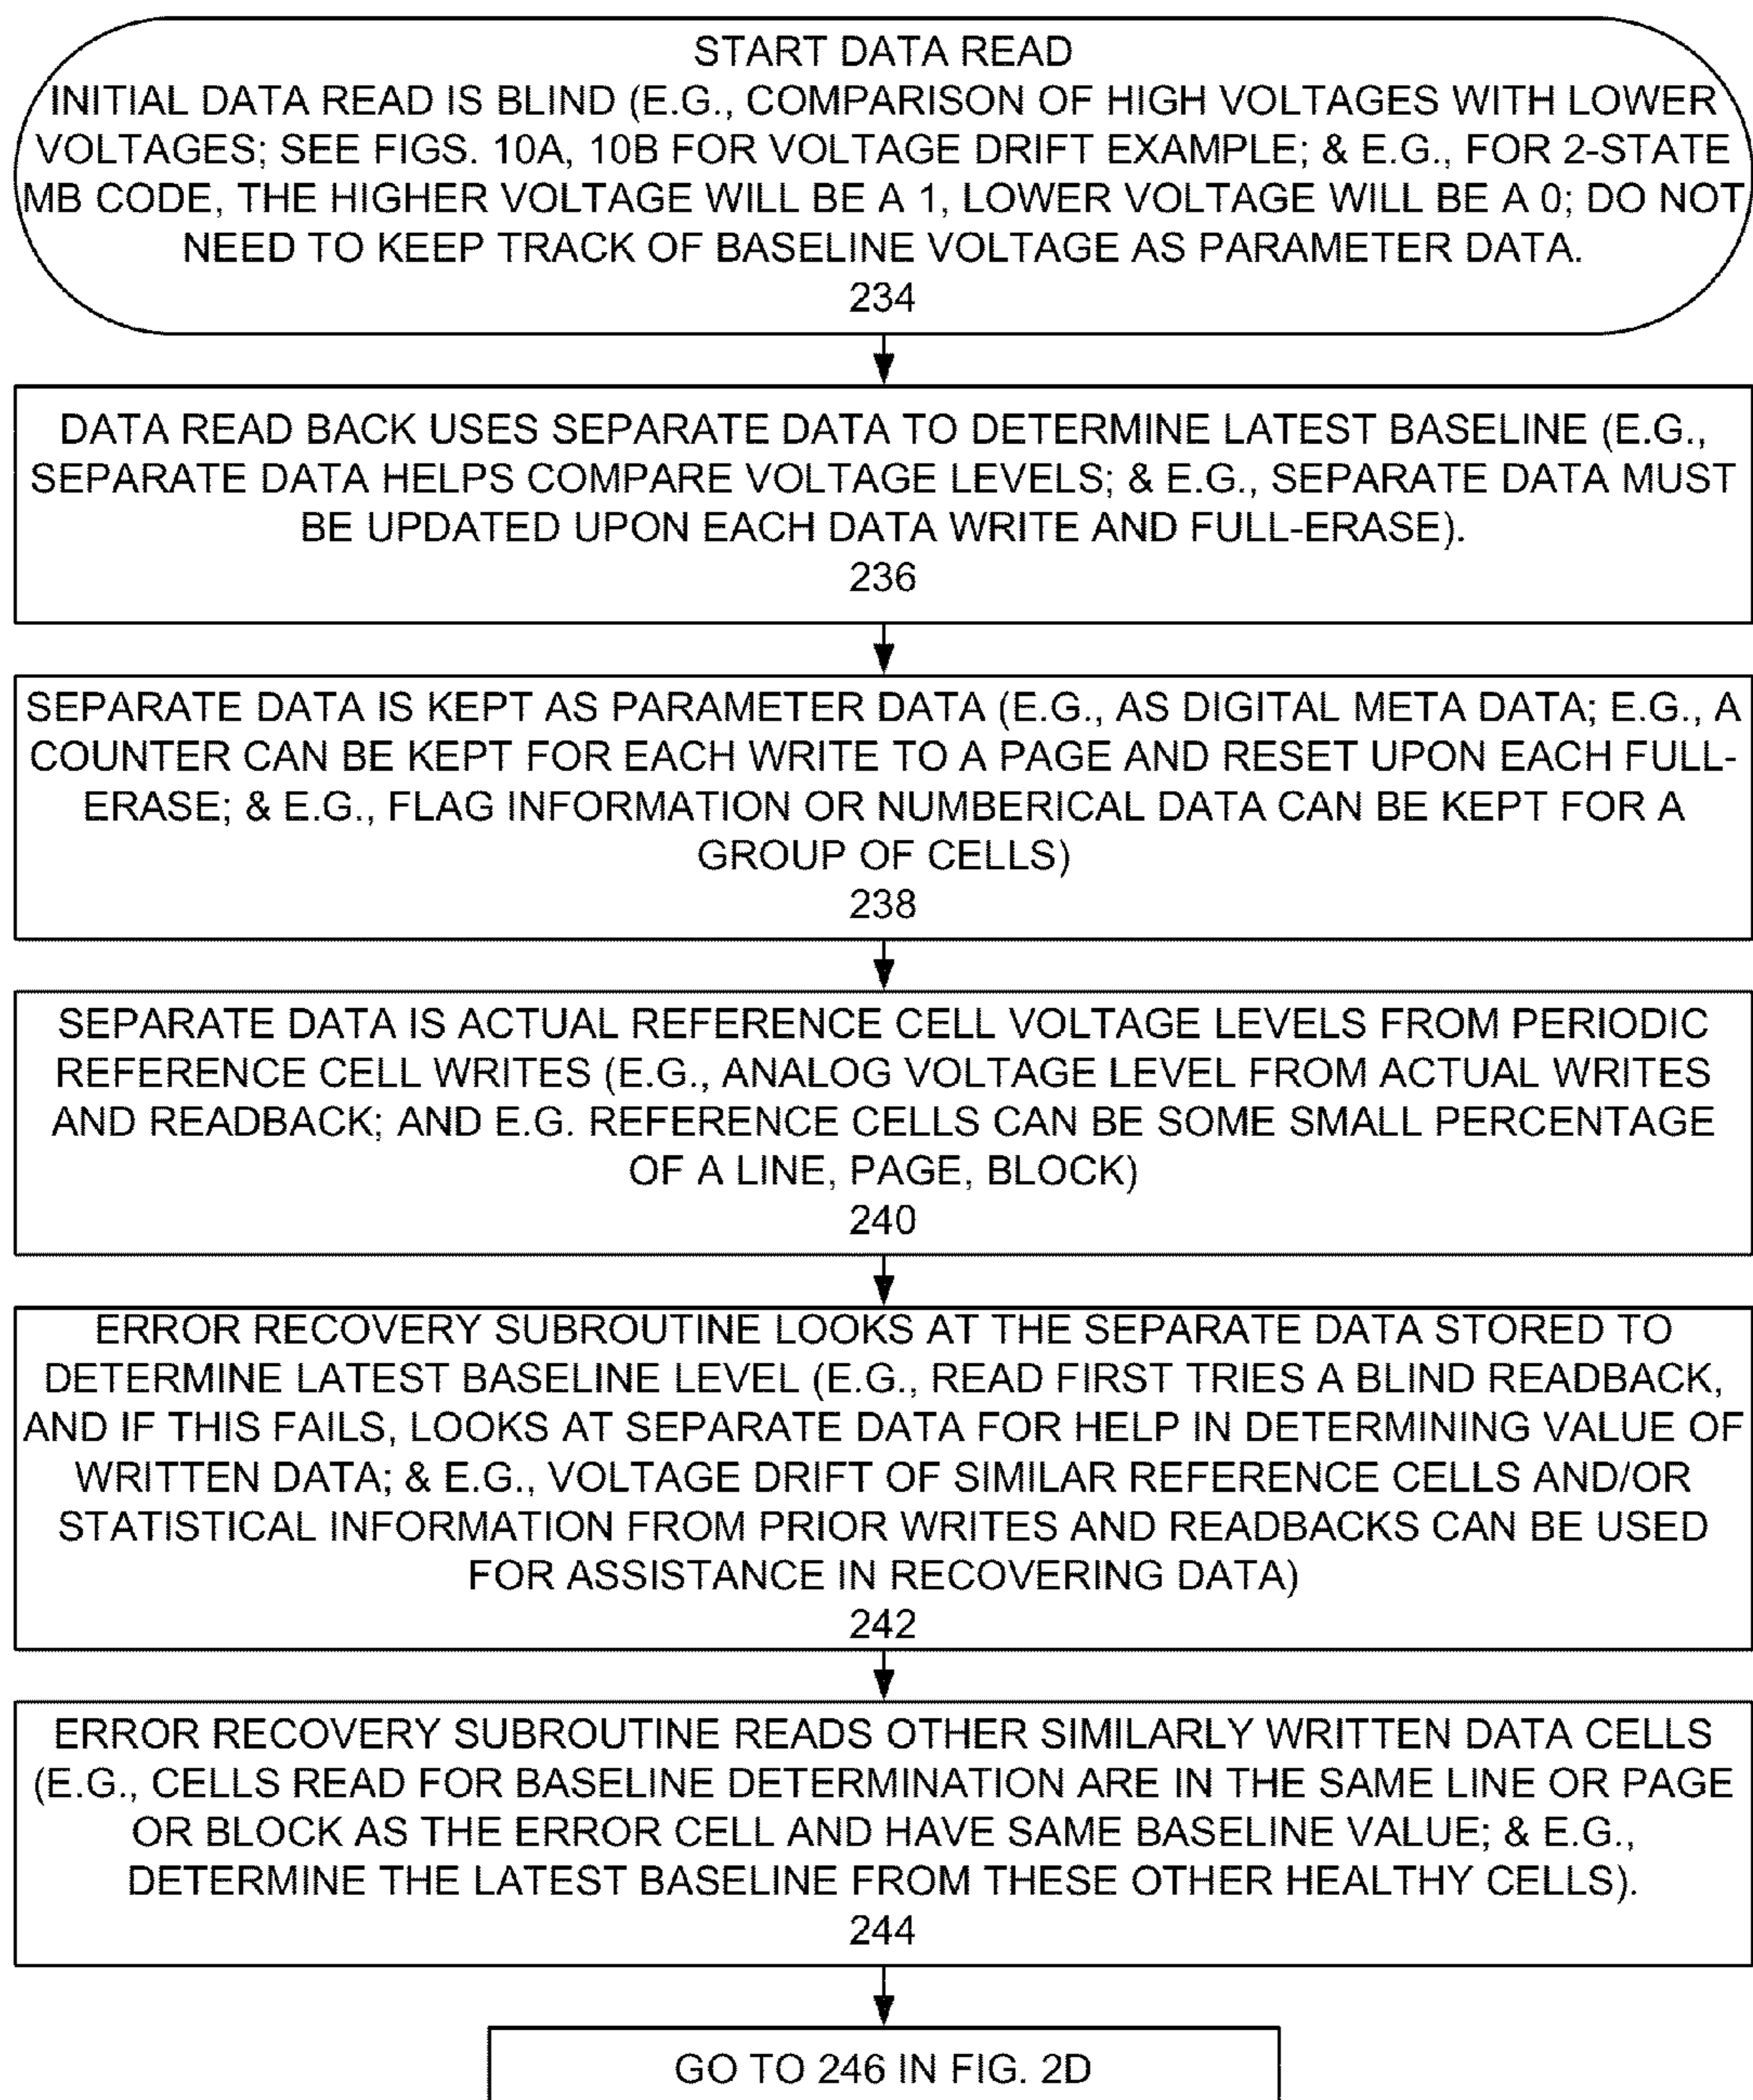 START DATA READ
INITIAL DATA READ IS BLIND (E.G., COMPARISON OF HIGH VOLTAGES WITH LOWER
VOLTAGES; SEE FIGS. 10A, 10B FOR VOLTAGE DRIFT EXAMPLE; & E.G., FOR 2-STATE
MB CODE, THE HIGHER VOLTAGE WILL BE A 1, LOWER VOLTAGE WILL BE A 0; DO NOT
NEED TO KEEP TRACK OF BASELINE VOLTAGE AS PARAMETER DATA.
234
DATA READ BACK USES SEPARATE DATA TO DETERMINE LATEST BASELINE (E.G.,
SEPARATE DATA HELPS COMPARE VOLTAGE LEVELS; & E.G., SEPARATE DATA MUST
BE UPDATED UPON EACH DATA WRITE AND FULL-ERASE).
236
SEPARATE DATA IS KEPT AS PARAMETER DATA (E.G., AS DIGITAL META DATA; E.G., A
COUNTER CAN BE KEPT FOR EACH WRITE TO A PAGE AND RESET UPON EACH FULL-
ERASE; & E.G., FLAG INFORMATION OR NUMBERICAL DATA CAN BE KEPT FOR A
GROUP OF CELLS)
238
SEPARATE DATA IS ACTUAL REFERENCE CELL VOLTAGE LEVELS FROM PERIODIC
REFERENCE CELL WRITES (E.G., ANALOG VOLTAGE LEVEL FROM ACTUAL WRITES
AND READBACK; AND E.G. REFERENCE CELLS CAN BE SOME SMALL PERCENTAGE
OF A LINE, PAGE, BLOCK)
240
ERROR RECOVERY SUBROUTINE LOOKS AT THE SEPARATE DATA STORED TO
DETERMINE LATEST BASELINE LEVEL (E.G., READ FIRST TRIES A BLIND READBACK,
AND IF THIS FAILS, LOOKS AT SEPARATE DATA FOR HELP IN DETERMINING VALUE OF
WRITTEN DATA; & E.G., VOLTAGE DRIFT OF SIMILAR REFERENCE CELLS AND/OR
STATISTICAL INFORMATION FROM PRIOR WRITES AND READBACKS CAN BE USED
FOR ASSISTANCE IN RECOVERING DATA)
242
ERROR RECOVERY SUBROUTINE READS OTHER SIMILARLY WRITTEN DATA CELLS
(E.G., CELLS READ FOR BASELINE DETERMINATION ARE IN THE SAME LINE OR PAGE
OR BLOCK AS THE ERROR CELL AND HAVE SAME BASELINE VALUE; & E.G.,
DETERMINE THE LATEST BASELINE FROM THESE OTHER HEALTHY CELLS).
244
GO TO 246 IN FIG. 2D